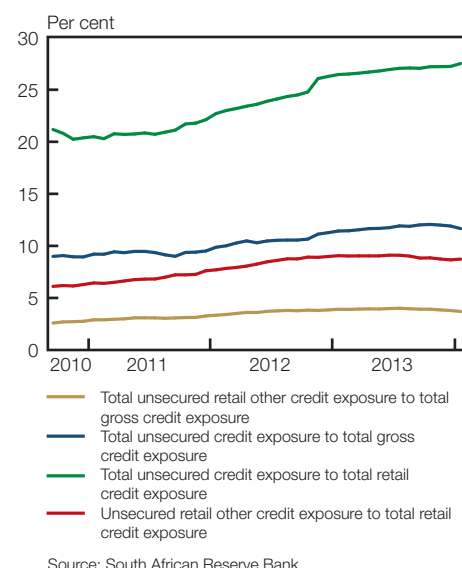 Per cent
30
25
20
15
10
5
0
2010 2011 2012 2013
Total unsecured retail other credit exposure to total
gross credit exposure
Total unsecured credit exposure to total gross
credit exposure
Total unsecured credit exposure to total retail
credit exposure
Unsecured retail other credit exposure to total retail
credit exposure
Source: South African Reserve Bank